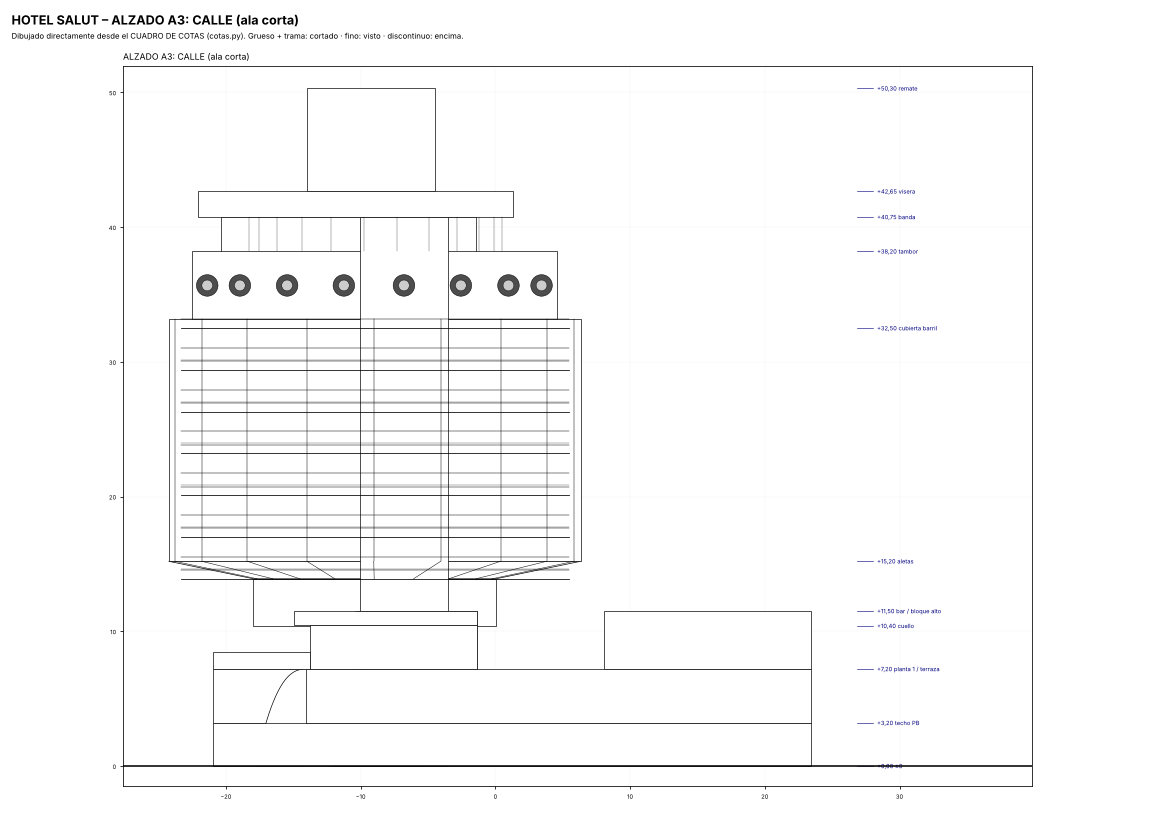 HOTEL SALUT – ALZADO A3: CALLE (ala corta)
Dibujado directamente desde el CUADRO DE COTAS (cotas.py). Grueso + trama: cortado · fino: visto · discontinuo: encima.
ALZADO A3: CALLE (ala corta)
50
+50,30 remate
+42,65 visera
+40,75 banda
40
+38,20 tambor
+32,50 cubierta barril
30
20
+15,20 aletas
+11,50 bar / bloque alto
10
+10,40 cuello
+7,20 planta 1 / terraza
+3,20 techo PB
0
−20 −10 0 10 20 30